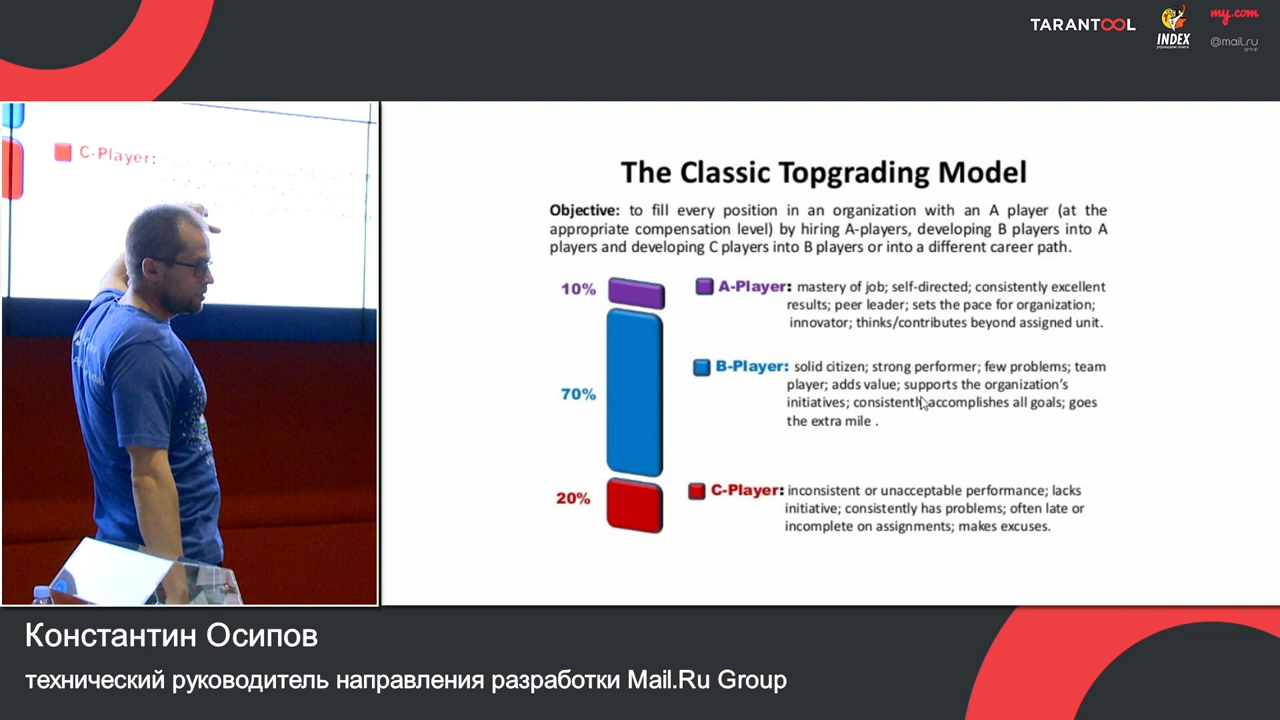 TARANTOOL
INDEX
my.com
@mail.ru
group
C-Player:
The Classic Topgrading Model
Objective: to fill every position in an organization with an A player (at the
appropriate compensation level) by hiring A-players, developing B players into A
players and developing C players into B players or into a different career path.
10%
A-Player: mastery of job; self-directed; consistently excellent
results; peer leader; sets the pace for organization;
innovator; thinks/contributes beyond assigned unit.
70%
B-Player: solid citizen; strong performer; few problems; team
player; adds value; supports the organization's
initiatives; consistently accomplishes all goals; goes
the extra mile .
20%
C-Player: inconsistent or unacceptable performance; lacks
initiative; consistently has problems; often late or
incomplete on assignments; makes excuses.
Константин Осипов
технический руководитель направления разработки Mail.Ru Group